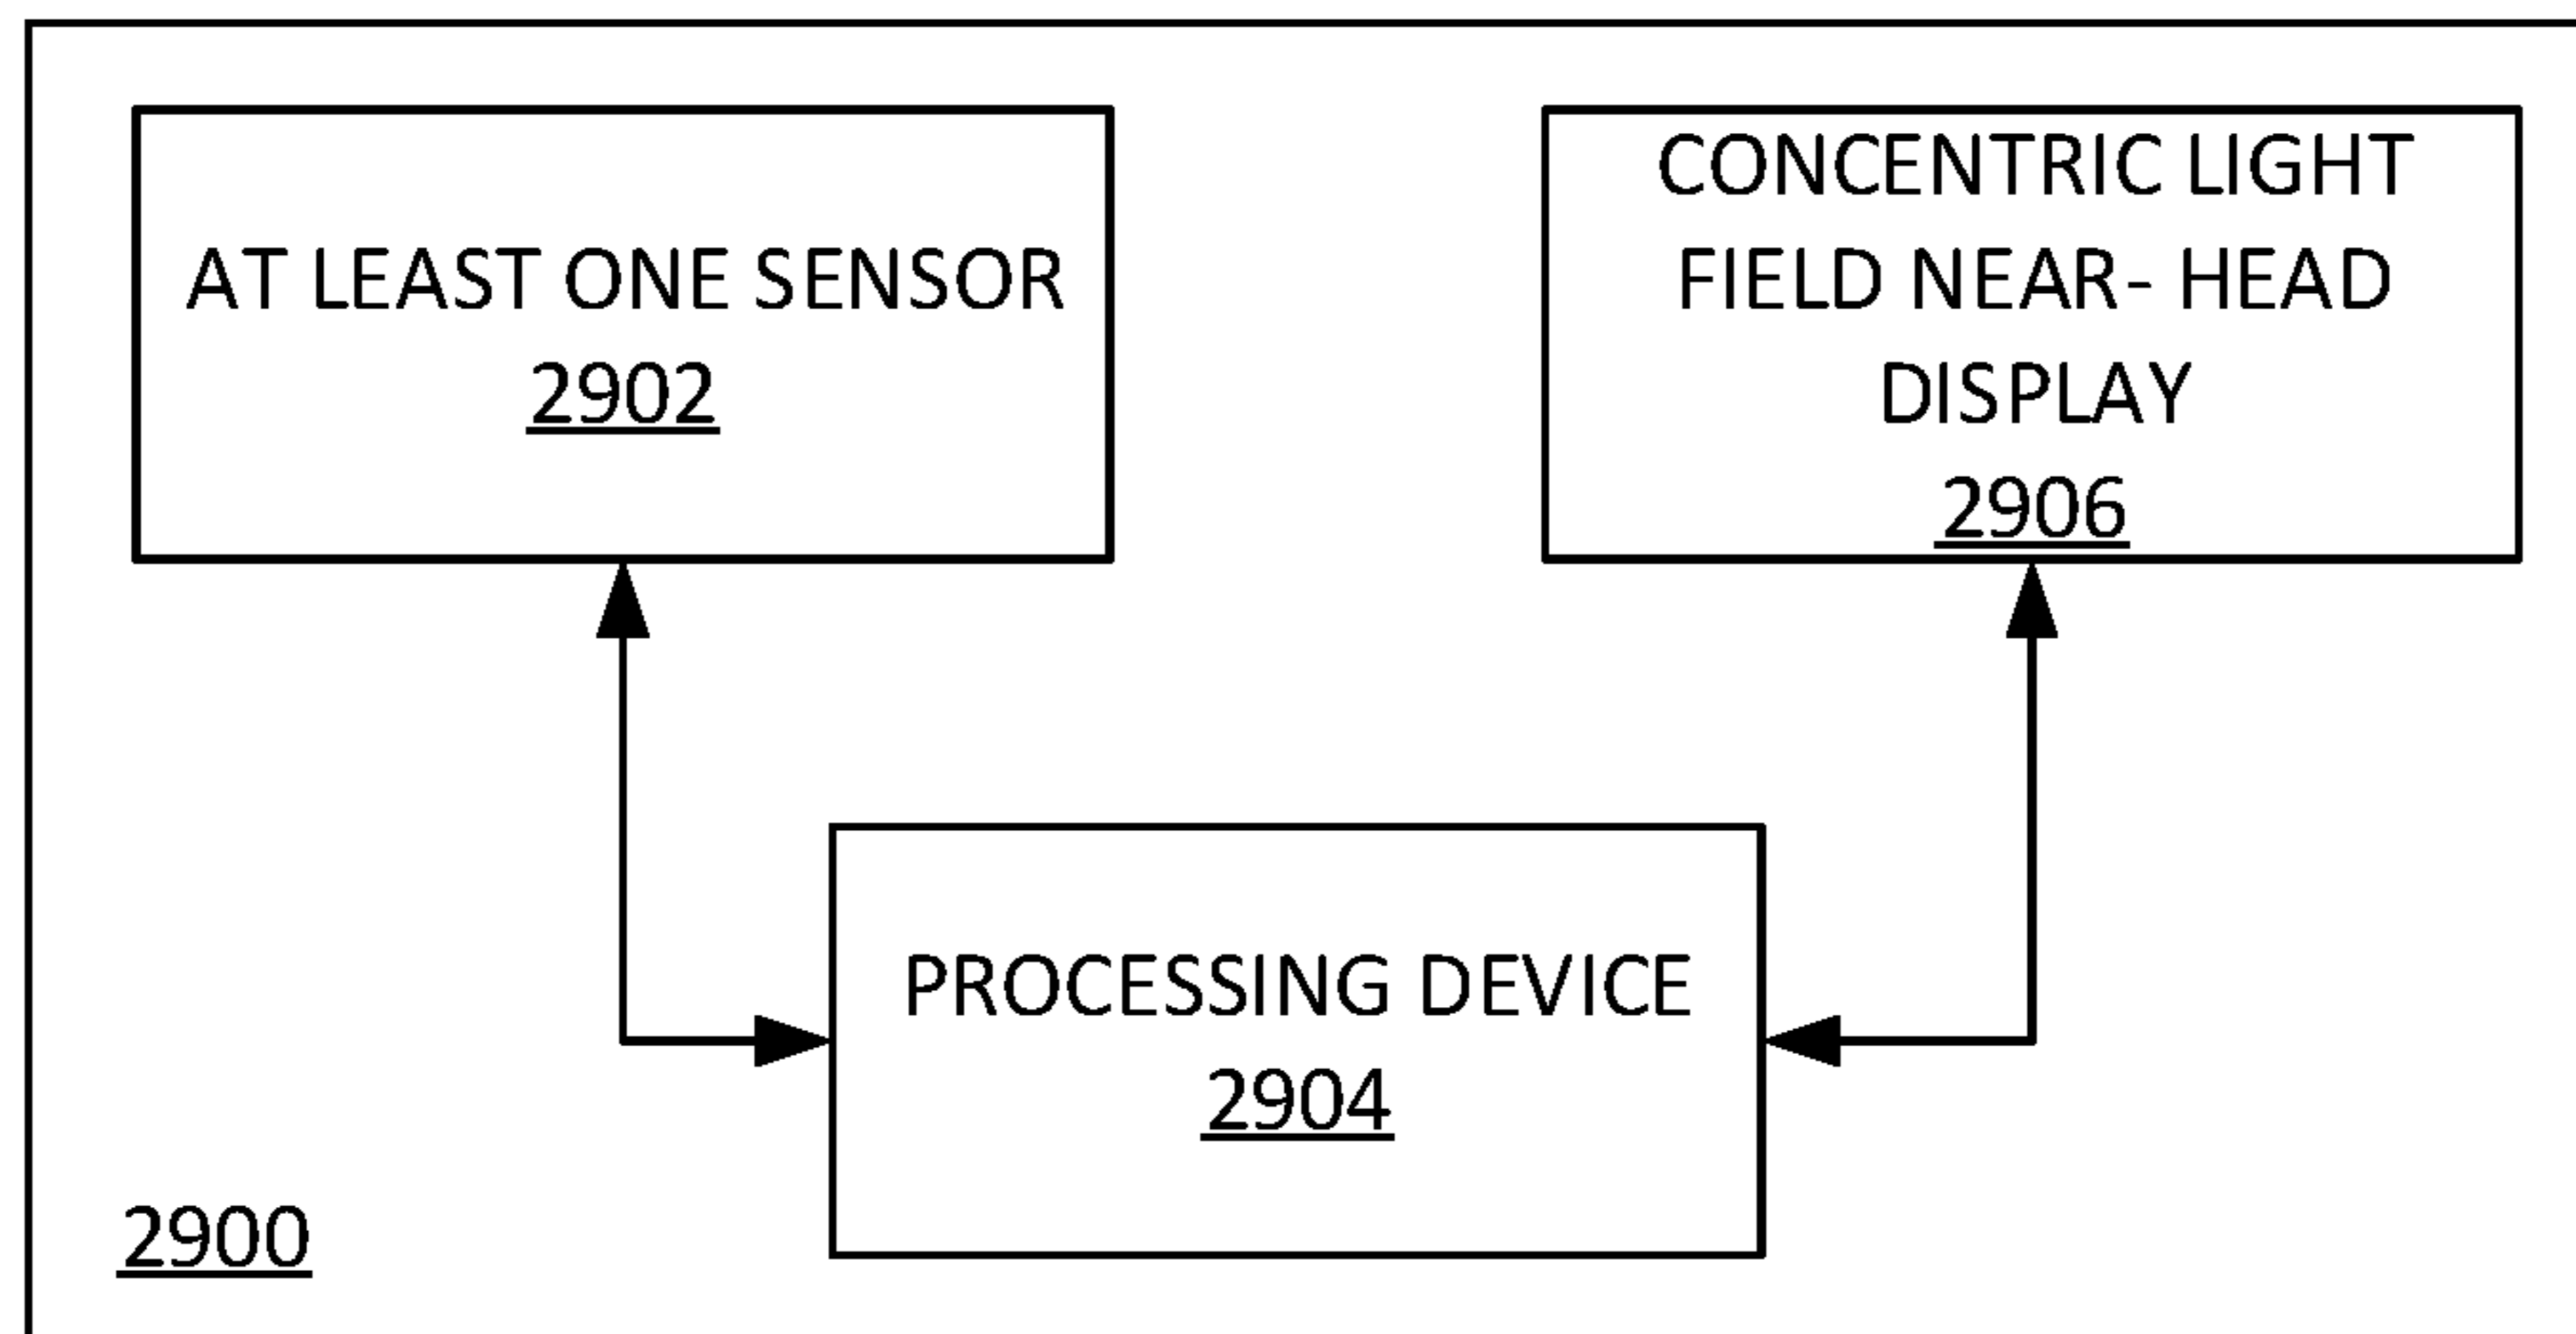 AT LEAST ONE SENSOR
2902
CONCENTRIC LIGHT
FIELD NEAR- HEAD
DISPLAY
2906
PROCESSING DEVICE
2904
2900